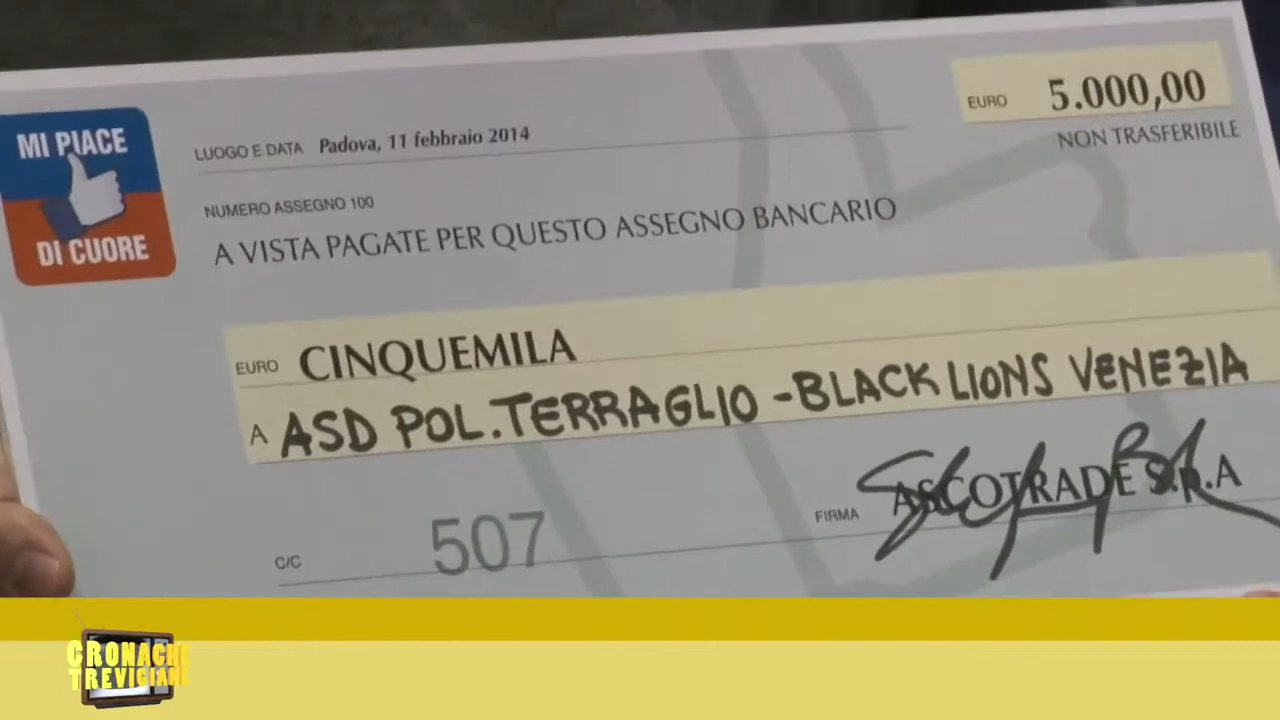 MI PIACE
DI CUORE
LUOGO E DATA Padova, 11 febbraio 2014
EURO 5.000,00
NON TRASFERIBILE
NUMERO ASSEGNO 100
A VISTA PAGATE PER QUESTO ASSEGNO BANCARIO
EURO CINQUEMILA
A ASD POL. TERRAGLIO - BLACK LIONS VENEZIA
FIRMA ASCOTRADE S.p.A
C/C 507
CRONACHE
TREVIGIANE